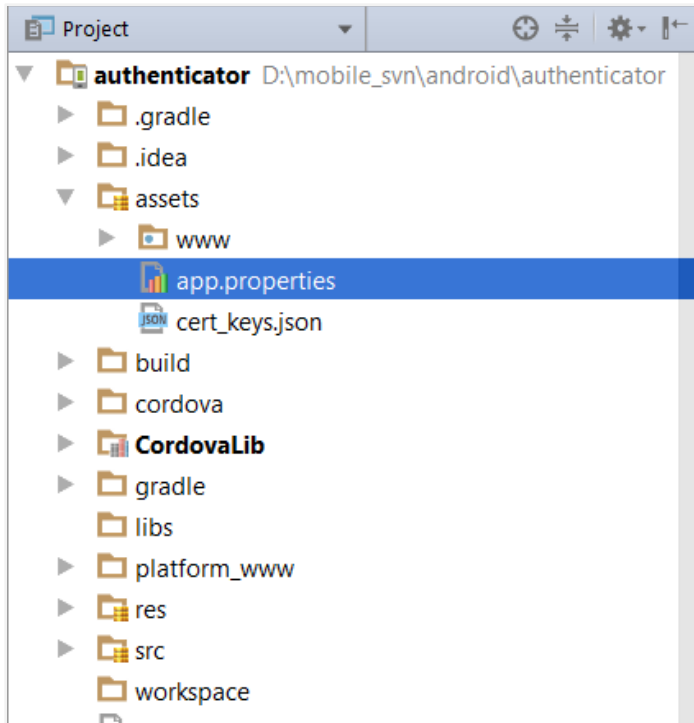 Project
authenticator D:\mobile_svn\android\authenticator
.gradle
.idea
assets
www
app.properties
JSON cert_keys.json
build
cordova
CordovaLib
gradle
libs
platform_www
res
src
workspace